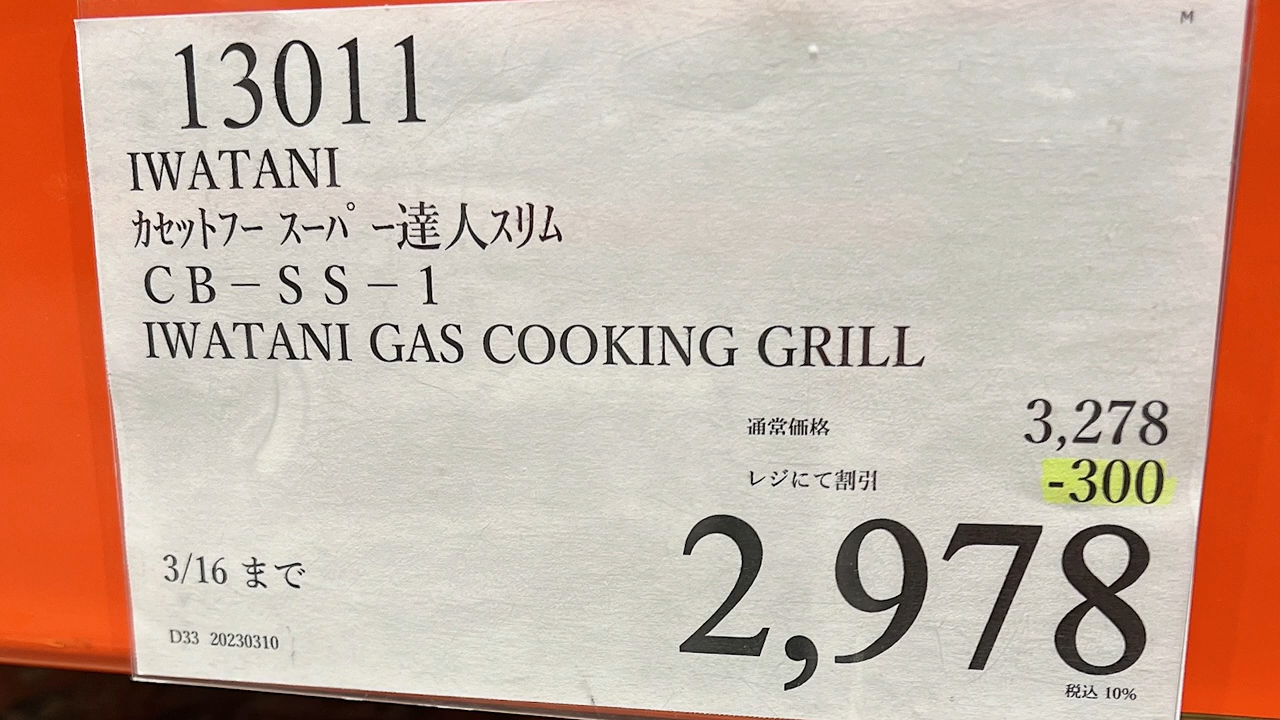 M
13011
IWATANI
カセットフー スーパ ー達人スリム
CB－SS－1
IWATANI GAS COOKING GRILL
通常価格 3,278
レジにて割引 -300
2,978
3/16 まで
D33 20230310
税込 10%